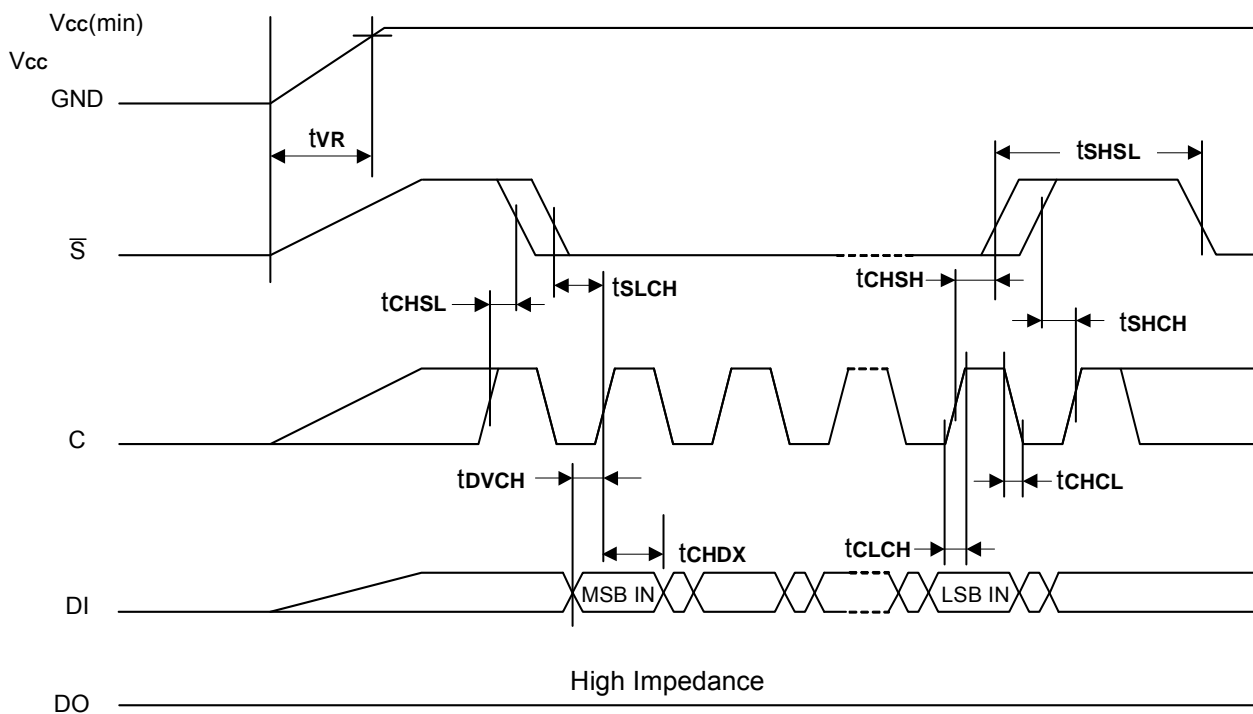 Vcc(min)
Vcc
GND
tVR
tSHSL
S̅
tCHSL
tSLCH
tCHSH
tSHCH
C
tDVCH
tCHCL
tCHDX
tCLCH
DI
MSB IN
LSB IN
High Impedance
DO